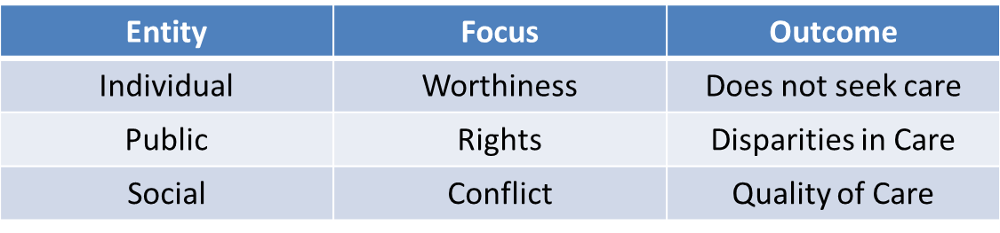 Entity Focus Outcome
Individual Worthiness Does not seek care
Public Rights Disparities in Care
Social Conflict Quality of Care